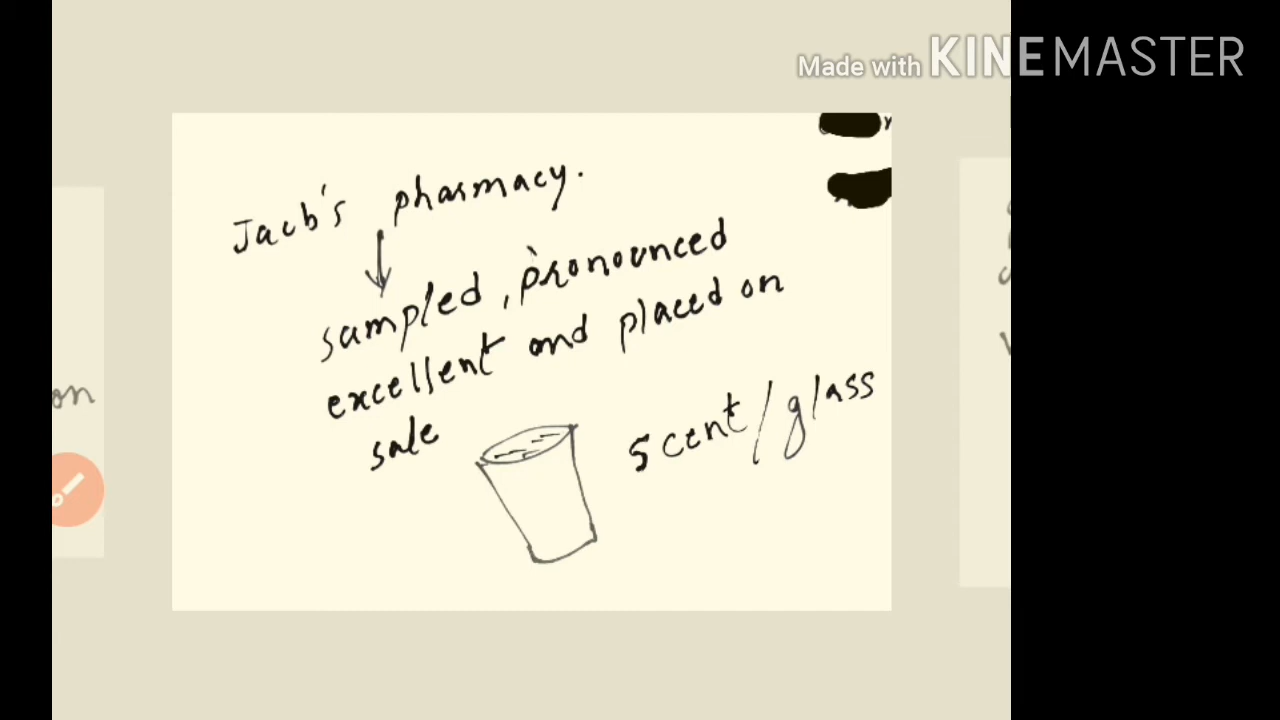 Made with KINEMASTER
Jacb's pharmacy.
sampled, pronounced
excellent and placed on
sale
5 cent/glass
on